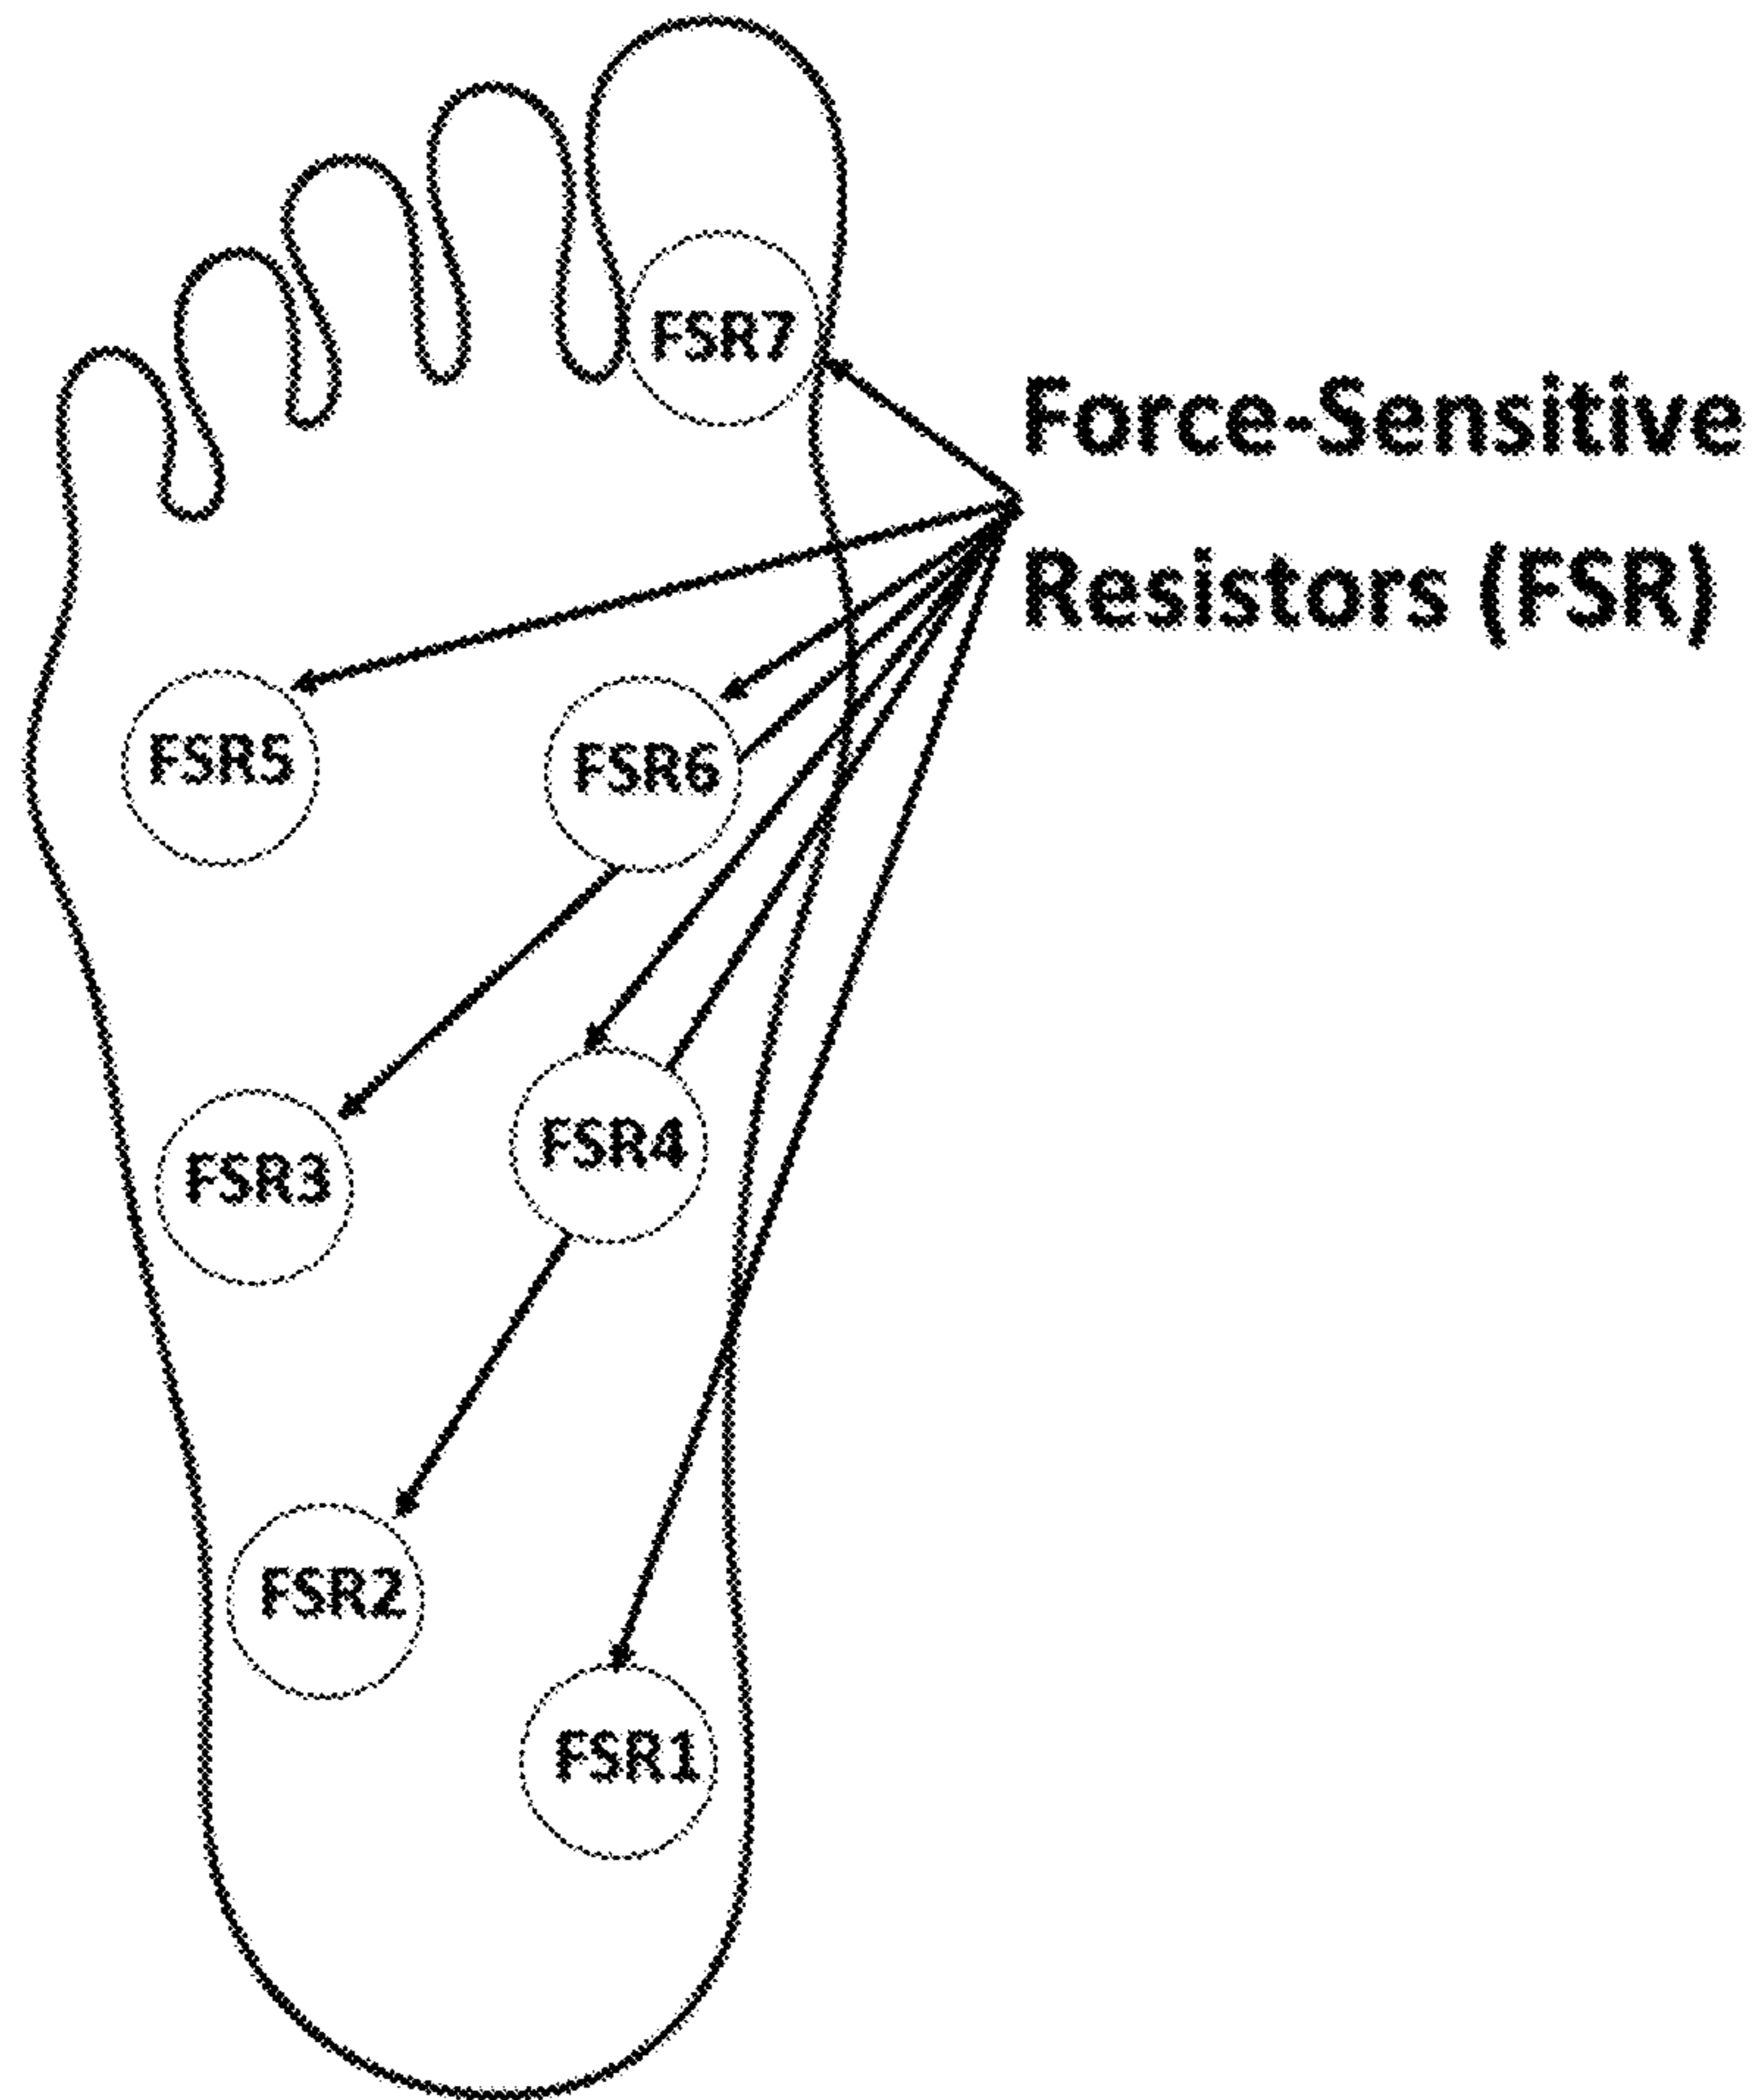 FSR7
Force-Sensitive
Resistors (FSR)
FSR5
FSR6
FSR4
FSR3
FSR2
FSR1